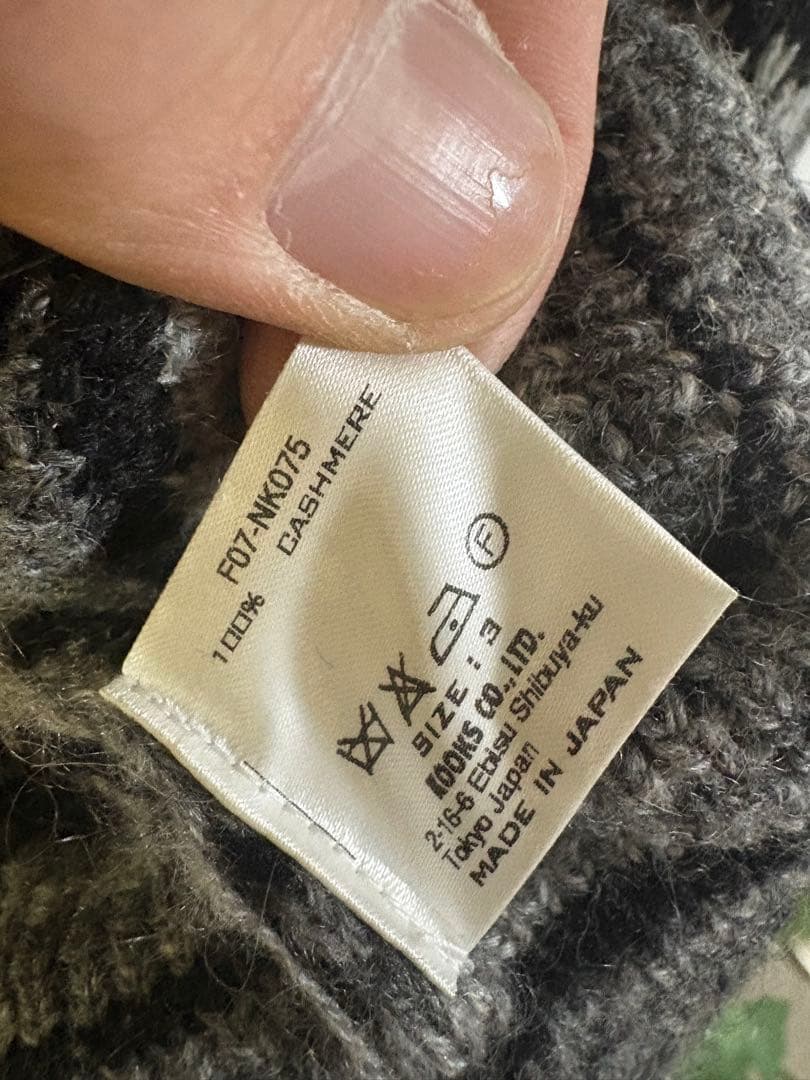 F07-NK075
100% CASHMERE
F
SIZE : 3
KOOKS CO., LTD.
2-16-6 Ebisu Shibuya-ku
Tokyo Japan
MADE IN JAPAN